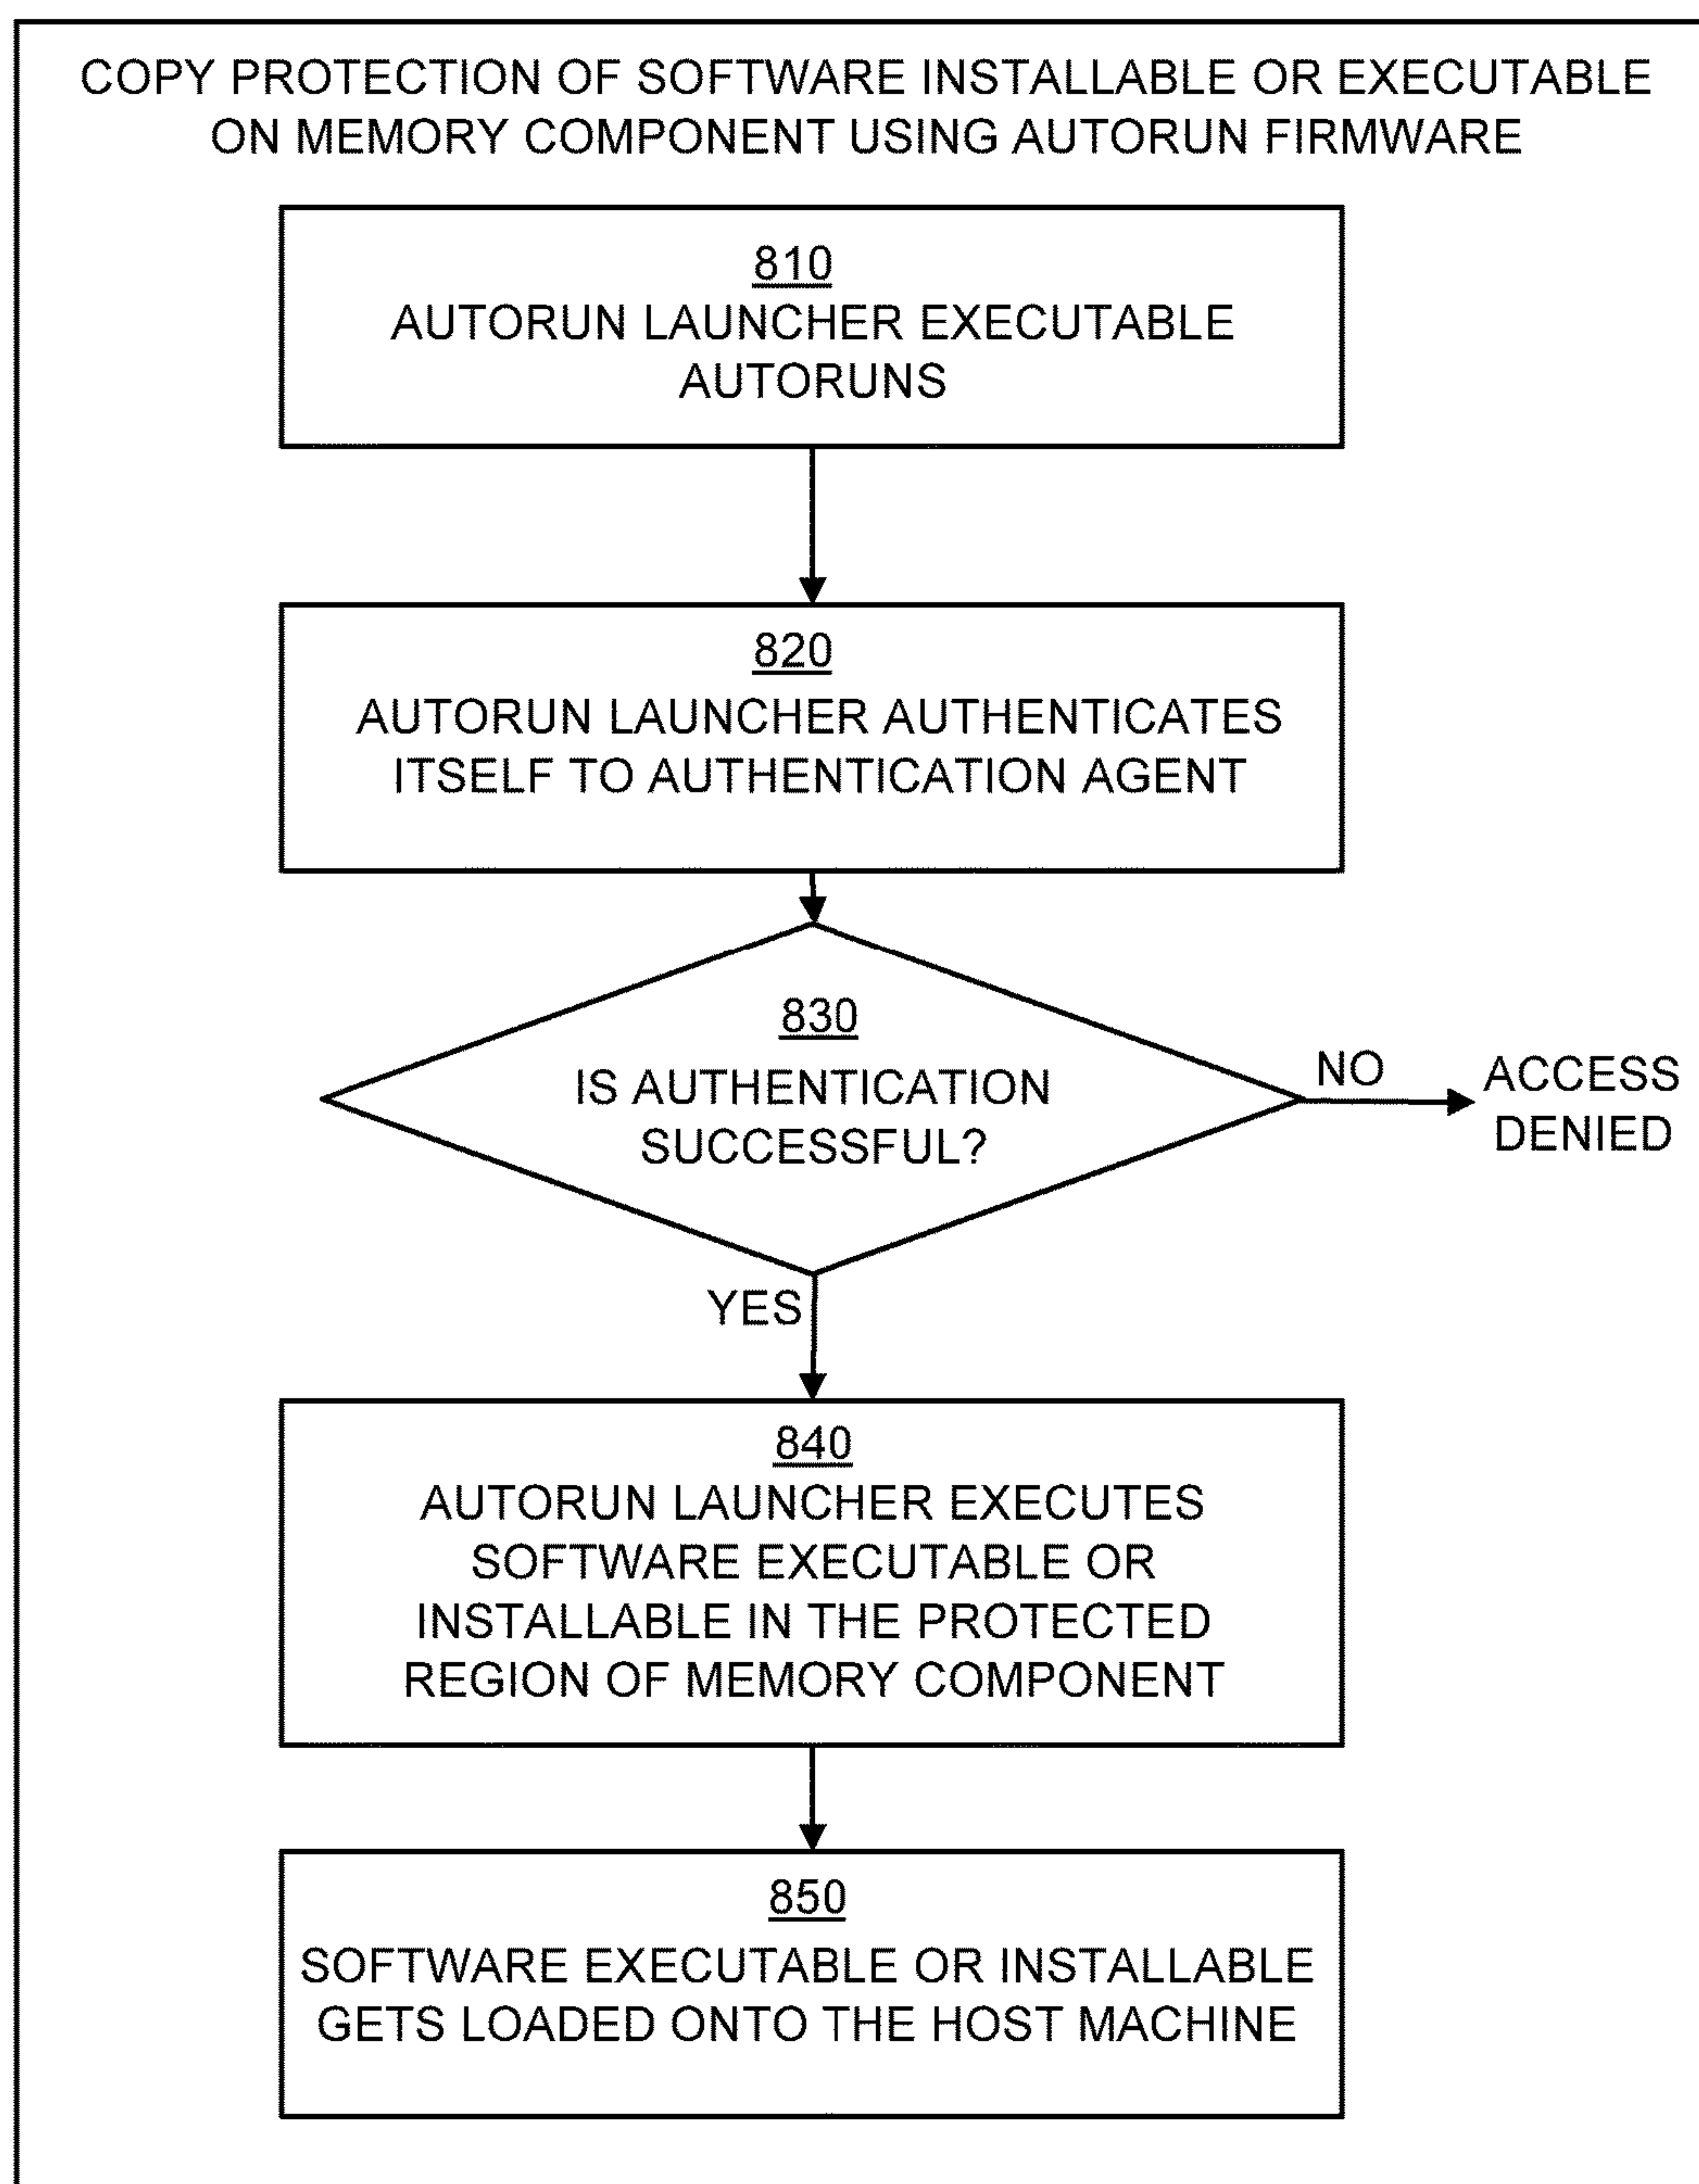 COPY PROTECTION OF SOFTWARE INSTALLABLE OR EXECUTABLE
ON MEMORY COMPONENT USING AUTORUN FIRMWARE
810
AUTORUN LAUNCHER EXECUTABLE
AUTORUNS
820
AUTORUN LAUNCHER AUTHENTICATES
ITSELF TO AUTHENTICATION AGENT
830
IS AUTHENTICATION
SUCCESSFUL?
NO
ACCESS
DENIED
YES
840
AUTORUN LAUNCHER EXECUTES
SOFTWARE EXECUTABLE OR
INSTALLABLE IN THE PROTECTED
REGION OF MEMORY COMPONENT
850
SOFTWARE EXECUTABLE OR INSTALLABLE
GETS LOADED ONTO THE HOST MACHINE